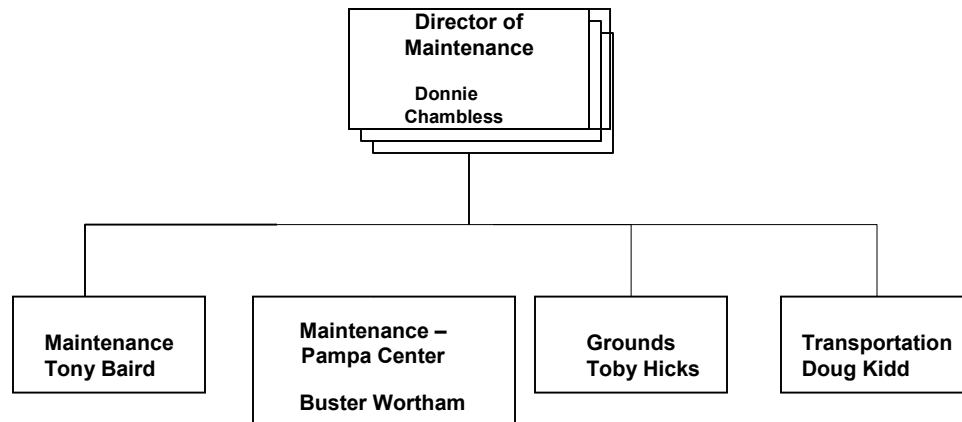 Director of
Maintenance
Donnie
Chambless
Maintenance
Tony Baird
Maintenance –
Pampa Center
Buster Wortham
Grounds
Toby Hicks
Transportation
Doug Kidd